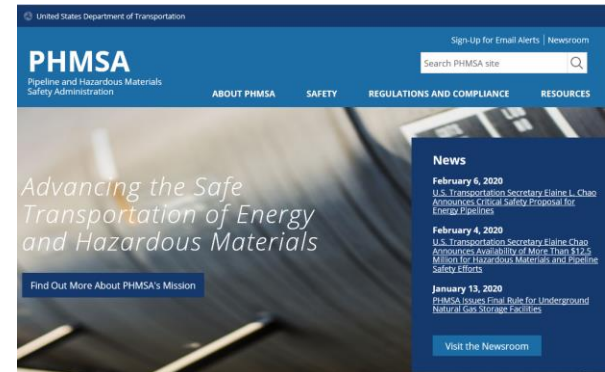 United States Department of Transportation
Sign-Up for Email Alerts | Newsroom
PHMSA
Pipeline and Hazardous Materials
Safety Administration
Search PHMSA site
ABOUT PHMSA SAFETY REGULATIONS AND COMPLIANCE RESOURCES
Advancing the Safe
Transportation of Energy
and Hazardous Materials
Find Out More About PHMSA's Mission
News
February 6, 2020
U.S. Transportation Secretary Elaine L. Chao
Announces Critical Safety Proposal for
Energy Pipelines
February 4, 2020
U.S. Transportation Secretary Elaine Chao
Announces Availability of More Than $12.5
Million for Hazardous Materials and Pipeline
Safety Efforts
January 13, 2020
PHMSA Issues Final Rule for Underground
Natural Gas Storage Facilities
Visit the Newsroom